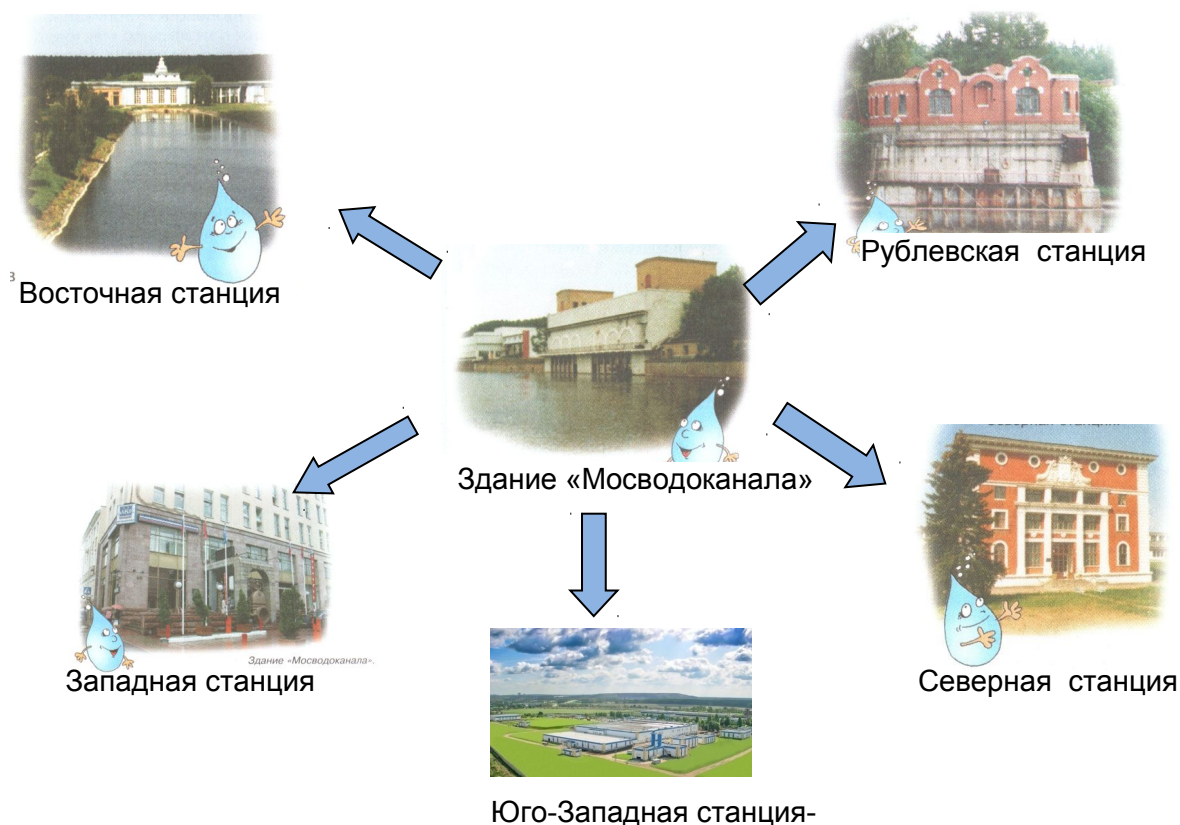 в
Восточная станция
Рублевская  станция
Здание «Мосводоканала»
Здание «Мосводоканала».
Западная станция
Северная  станция
Юго-Западная станция-